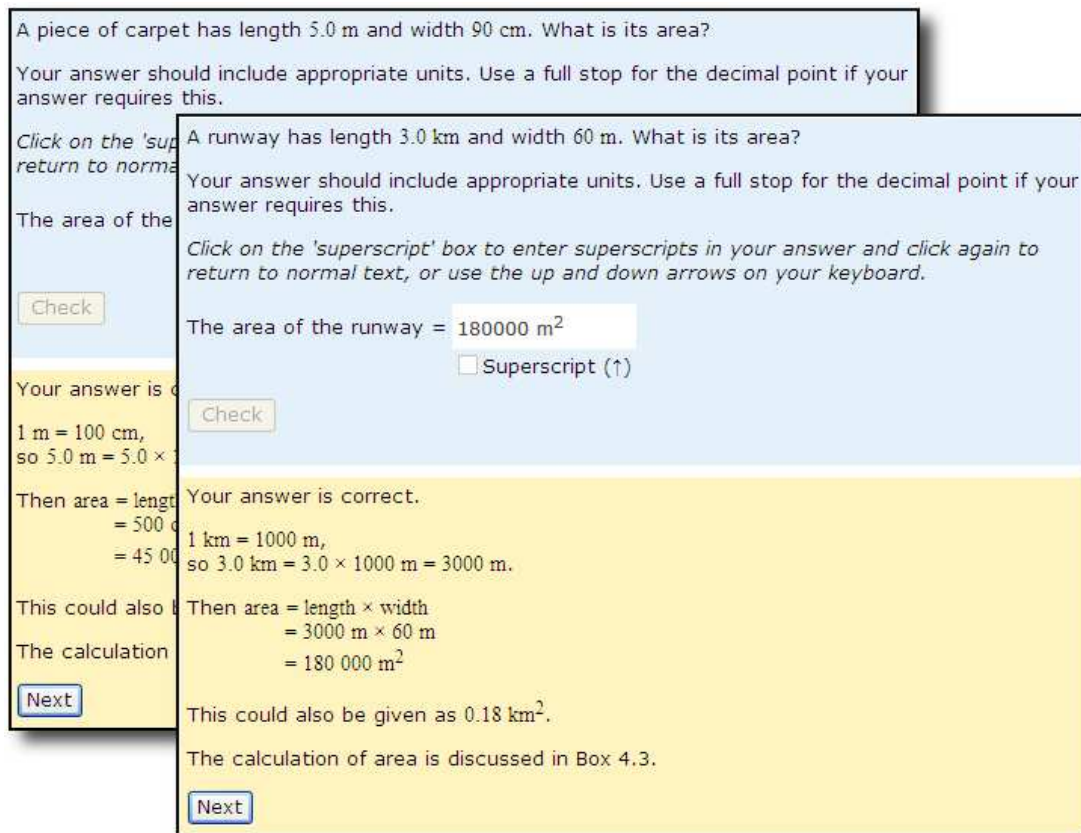 A piece of carpet has length 5.0 m and width 90 cm. What is its area?
Your answer should include appropriate units. Use a full stop for the decimal point if your
answer requires this.
Click on the 'sup
return to norma
The area of the
Check
Your answer is
1 m = 100 cm,
so 5.0 m = 5.0 ×
Then area = lengt
= 500
= 45 00
This could also
The calculation
Next
A runway has length 3.0 km and width 60 m. What is its area?
Your answer should include appropriate units. Use a full stop for the decimal point if your
answer requires this.
Click on the 'superscript' box to enter superscripts in your answer and click again to
return to normal text, or use the up and down arrows on your keyboard.
The area of the runway = 180000 m²
Superscript (↑)
Check
Your answer is correct.
1 km = 1000 m,
so 3.0 km = 3.0 × 1000 m = 3000 m.
Then area = length × width
= 3000 m × 60 m
= 180 000 m²
This could also be given as 0.18 km².
The calculation of area is discussed in Box 4.3.
Next